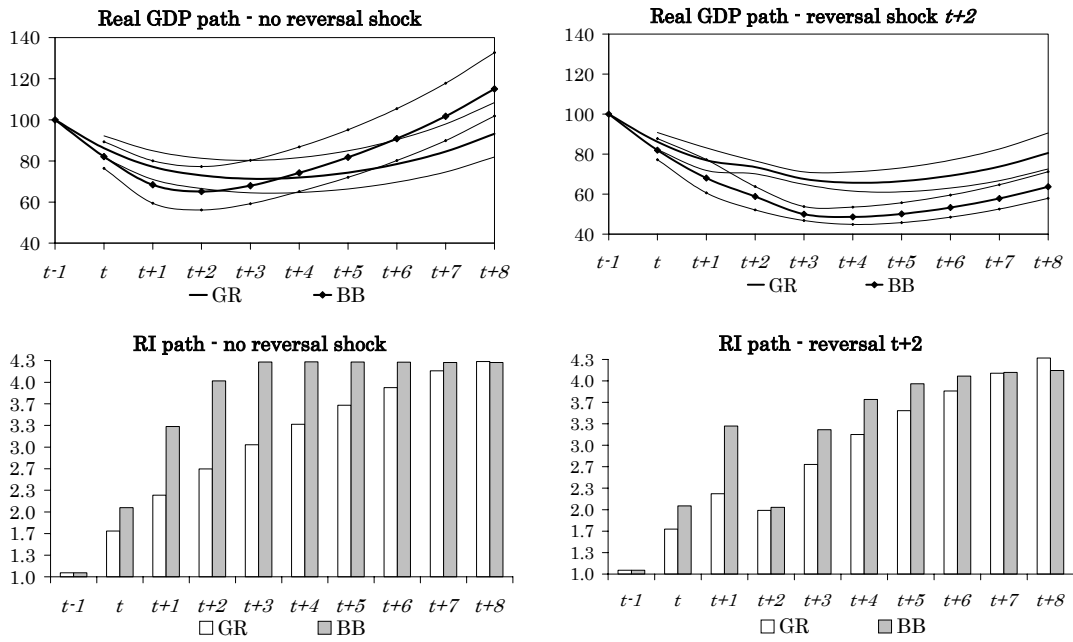 Real GDP path - no reversal shock
140
120
100
80
60
40
t-1 t t+1 t+2 t+3 t+4 t+5 t+6 t+7 t+8
GR BB
Real GDP path - reversal shock t+2
140
120
100
80
60
40
t-1 t t+1 t+2 t+3 t+4 t+5 t+6 t+7 t+8
GR BB
RI path - no reversal shock
4.3
4.0
3.7
3.3
3.0
2.7
2.3
2.0
1.7
1.3
1.0
t-1 t t+1 t+2 t+3 t+4 t+5 t+6 t+7 t+8
GR BB
RI path - reversal t+2
4.3
4.0
3.7
3.3
3.0
2.7
2.3
2.0
1.7
1.3
1.0
t-1 t t+1 t+2 t+3 t+4 t+5 t+6 t+7 t+8
GR BB